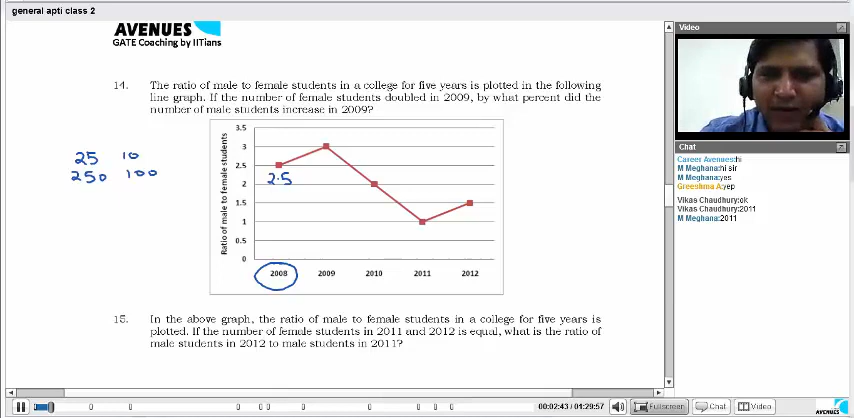 general apti class 2
AVENUES
GATE Coaching by IITians
14. The ratio of male to female students in a college for five years is plotted in the following
line graph. If the number of female students doubled in 2009, by what percent did the
number of male students increase in 2009?
25 10
250 100
Ratio of male to female students
3.5
3
2.5
2
1.5
1
0.5
0
2.5
2008 2009 2010 2011 2012
15. In the above graph, the ratio of male to female students in a college for five years is
plotted. If the number of female students in 2011 and 2012 is equal, what is the ratio of
male students in 2012 to male students in 2011?
Video
Chat
Career Avenues:hi
M Meghana:hi sir
M Meghana:yes
Greeshma A:yep
Vikas Chaudhury:ok
Vikas Chaudhury:2011
M Meghana:2011
00:02:43 / 01:29:57
Fullscreen
Chat
Video
AVENUES